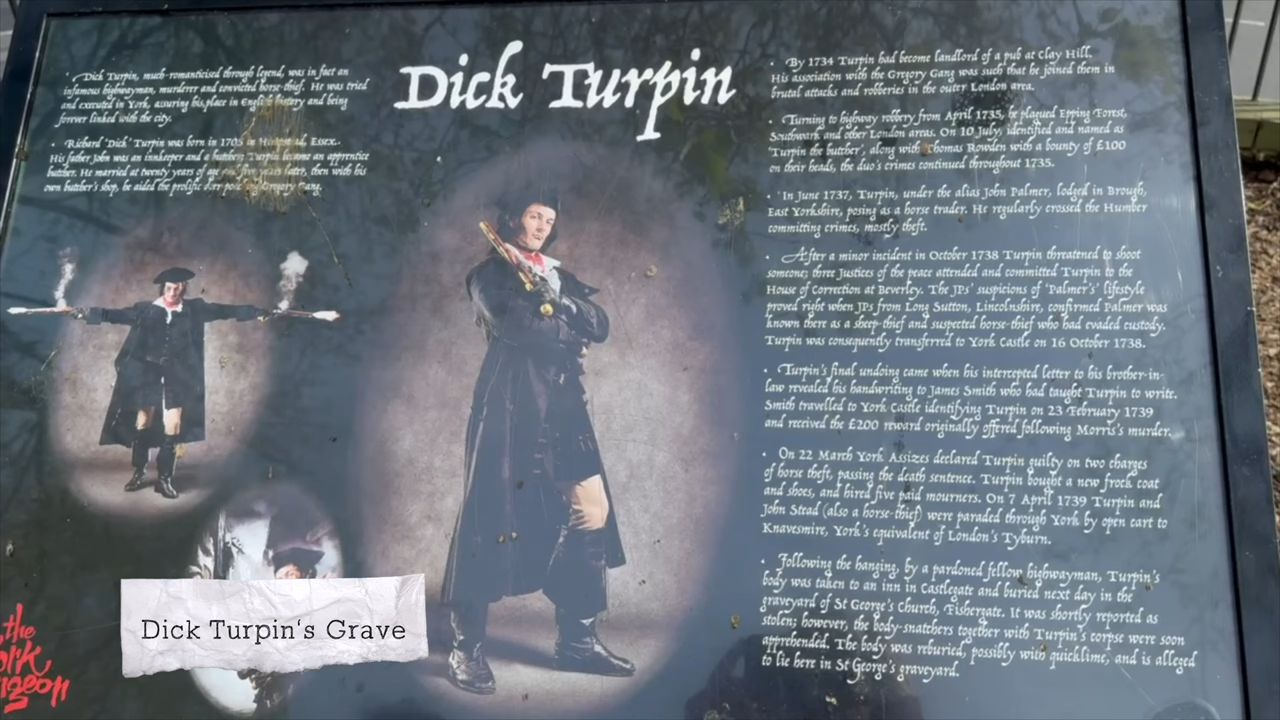 Dick Turpin
· Dick Turpin, much-romanticised through legend, was in fact an
infamous highwayman, murderer and convicted horse-thief. He was tried
and executed in York, assuring his place in English history and being
forever linked with the city.
· Richard 'Dick' Turpin was born in 1705 in Hempstead, Essex.
His father John was an innkeeper and a butcher; Turpin became an apprentice
butcher. He married at twenty years of age and five years later, then with his
own butcher's shop, he aided the prolific deer poaching Gregory Gang.
· By 1734 Turpin had become landlord of a pub at Clay Hill.
His association with the Gregory Gang was such that he joined them in
brutal attacks and robberies in the outer London area.
· Turning to highway robbery from April 1735, he plagued Epping Forest,
Southwark and other London areas. On 10 July, identified and named as
'Turpin the butcher', along with Thomas Rowden with a bounty of £100
on their heads, the duo's crimes continued throughout 1735.
· In June 1737, Turpin, under the alias John Palmer, lodged in Brough,
East Yorkshire, posing as a horse trader. He regularly crossed the Humber
committing crimes, mostly theft.
· After a minor incident in October 1738 Turpin threatened to shoot
someone; three Justices of the peace attended and committed Turpin to the
House of Correction at Beverley. The JPs' suspicions of 'Palmer's' lifestyle
proved right when JPs from Long Sutton, Lincolnshire, confirmed Palmer was
known there as a sheep-thief and suspected horse-thief who had evaded custody.
Turpin was consequently transferred to York Castle on 16 October 1738.
· Turpin's final undoing came when his intercepted letter to his brother-in-
law revealed his handwriting to James Smith who had taught Turpin to write.
Smith travelled to York Castle identifying Turpin on 23 February 1739
and received the £200 reward originally offered following Morris's murder.
· On 22 March York Assizes declared Turpin guilty on two charges
of horse theft, passing the death sentence. Turpin bought a new frock coat
and shoes, and hired five paid mourners. On 7 April 1739 Turpin and
John Stead (also a horse-thief) were paraded through York by open cart to
Knavesmire, York's equivalent of London's Tyburn.
· Following the hanging, by a pardoned fellow highwayman, Turpin's
body was taken to an inn in Castlegate and buried next day in the
graveyard of St George's Church, Fishergate. It was shortly reported as
stolen; however, the body-snatchers together with Turpin's corpse were soon
apprehended. The body was reburied, possibly with quicklime, and is alleged
to lie here in St George's graveyard.
Dick Turpin's Grave
the